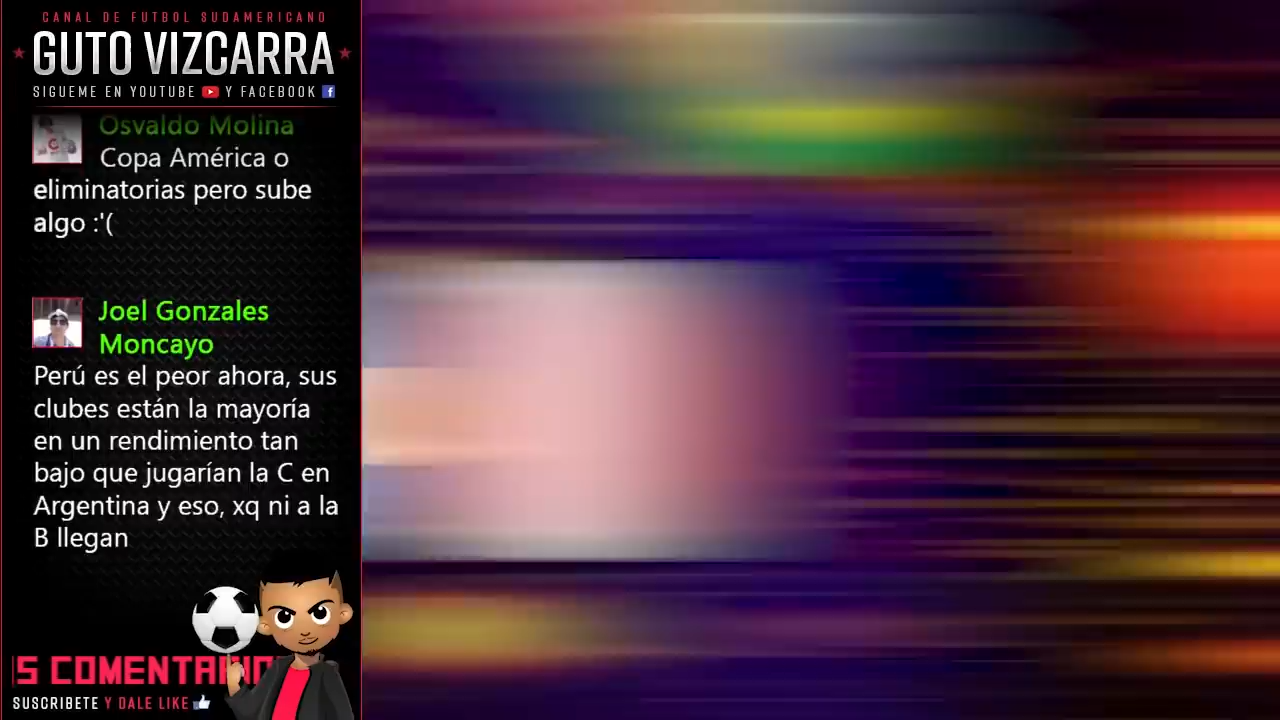 CANAL DE FUTBOL SUDAMERICANO
GUTO VIZCARRA
SIGUEME EN YOUTUBE Y FACEBOOK
Osvaldo Molina
Copa América o
eliminatorias pero sube
algo :'(
Joel Gonzales
Moncayo
Perú es el peor ahora, sus
clubes están la mayoría
en un rendimiento tan
bajo que jugarían la C en
Argentina y eso, xq ni a la
B llegan
S COMENTARIO
SUSCRIBETE Y DALE LIKE